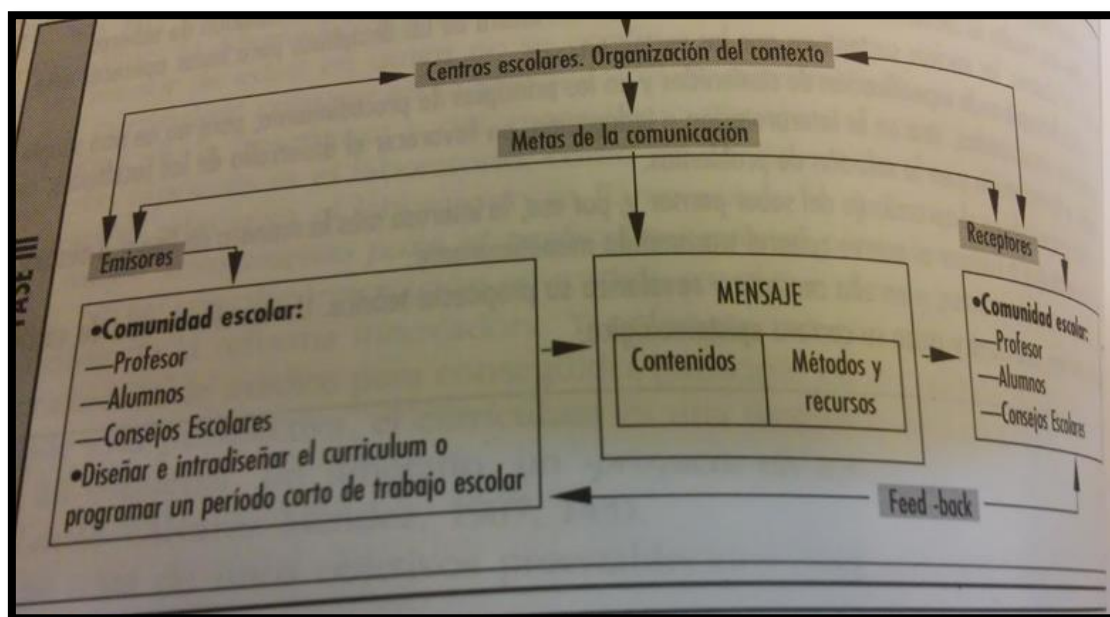 Centros escolares. Organización del contexto
Metas de la comunicación
FASE III
Emisores
Receptores
•Comunidad escolar:
—Profesor
—Alumnos
—Consejos Escolares
•Diseñar e intradiseñar el curriculum o
programar un período corto de trabajo escolar
MENSAJE
Contenidos
Métodos y
recursos
•Comunidad escolar:
—Profesor
—Alumnos
—Consejos Escolares
Feed -back